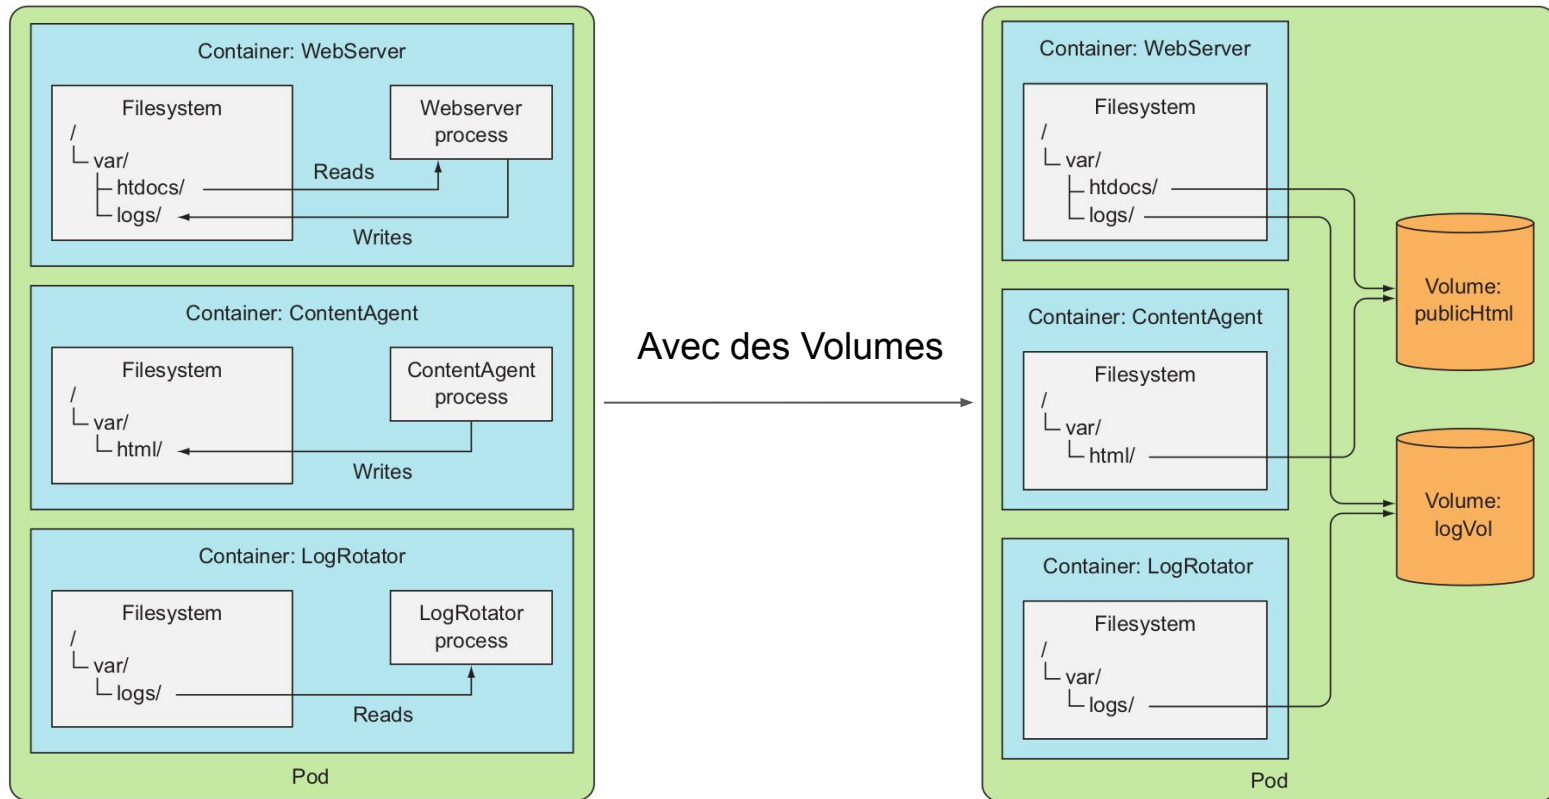 Container: WebServer
Filesystem
/
var/
htdocs/
logs/
Webserver
process
Reads
Writes
Container: ContentAgent
Filesystem
/
var/
html/
ContentAgent
process
Writes
Container: LogRotator
Filesystem
/
var/
logs/
LogRotator
process
Reads
Pod
Avec des Volumes
Container: WebServer
Filesystem
/
var/
htdocs/
logs/
Container: ContentAgent
Filesystem
/
var/
html/
Container: LogRotator
Filesystem
/
var/
logs/
Volume:
publicHtml
Volume:
logVol
Pod